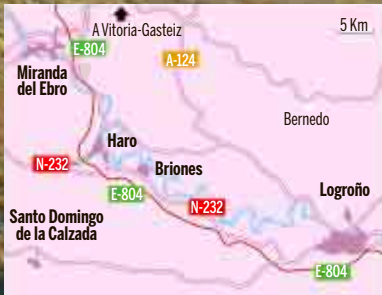 A Vitoria-Gasteiz
5 Km
E-804
Miranda
del Ebro
A-124
Bernedo
Haro
N-232
Briones
E-804
N-232
Logroño
Santo Domingo
de la Calzada
E-804